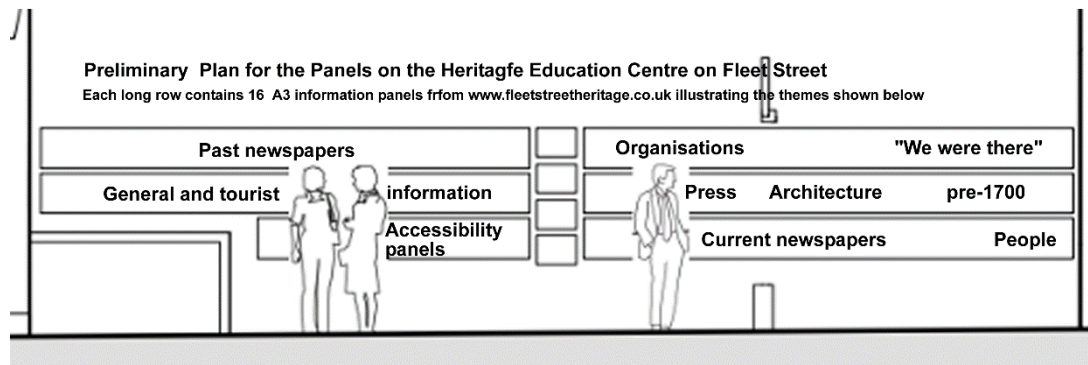 Preliminary Plan for the Panels on the Heritagfe Education Centre on Fleet Street
Each long row contains 16 A3 information panels frfom www.fleetstreetheritage.co.uk illustrating the themes shown below
Past newspapers
General and tourist information
Accessibility
panels
Organisations "We were there"
Press Architecture pre-1700
Current newspapers People